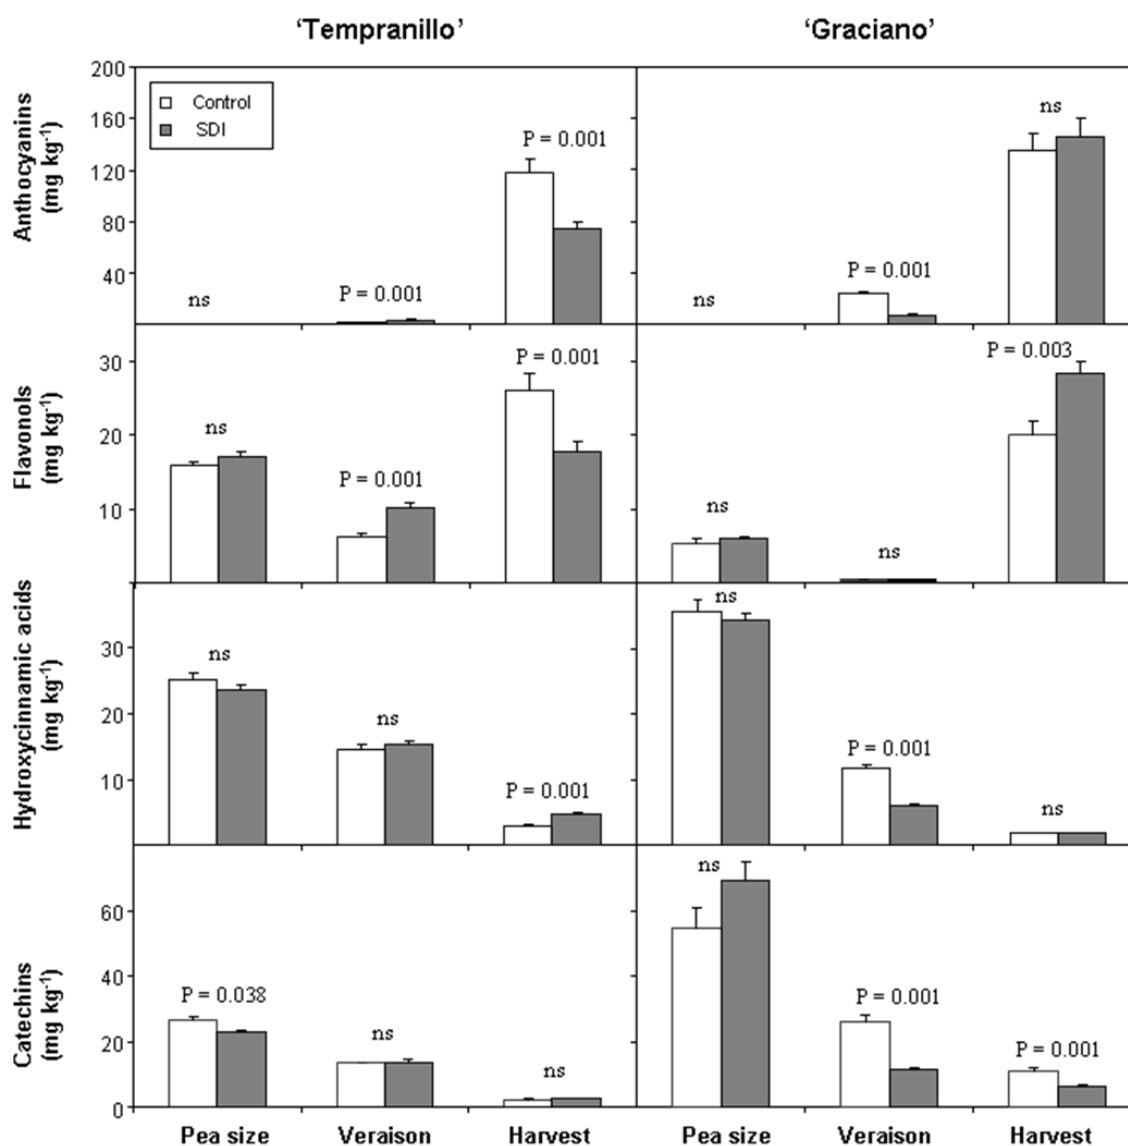 ‘Tempranillo’ ‘Graciano’
Anthocyanins
(mg kg-1)
200
160
120
80
40
Control
SDI
ns
P = 0.001
P = 0.001
ns
P = 0.001
ns
Flavonols
(mg kg-1)
30
20
10
ns
P = 0.001
P = 0.001
ns
ns
P = 0.003
Hydroxycinnamic acids
(mg kg-1)
30
20
10
ns
ns
P = 0.001
ns
P = 0.001
ns
Catechins
(mg kg-1)
60
40
20
0
P = 0.038
ns
ns
ns
P = 0.001
P = 0.001
Pea size Veraison Harvest Pea size Veraison Harvest